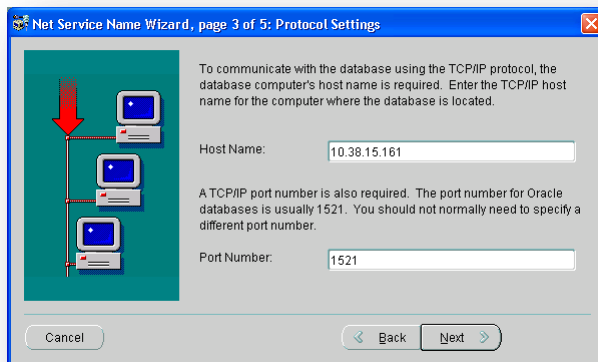 Net Service Name Wizard, page 3 of 5: Protocol Settings
To communicate with the database using the TCP/IP protocol, the
database computer's host name is required. Enter the TCP/IP host
name for the computer where the database is located.
Host Name:
10.38.15.161
A TCP/IP port number is also required. The port number for Oracle
databases is usually 1521. You should not normally need to specify a
different port number.
Port Number:
1521
Cancel
Back
Next